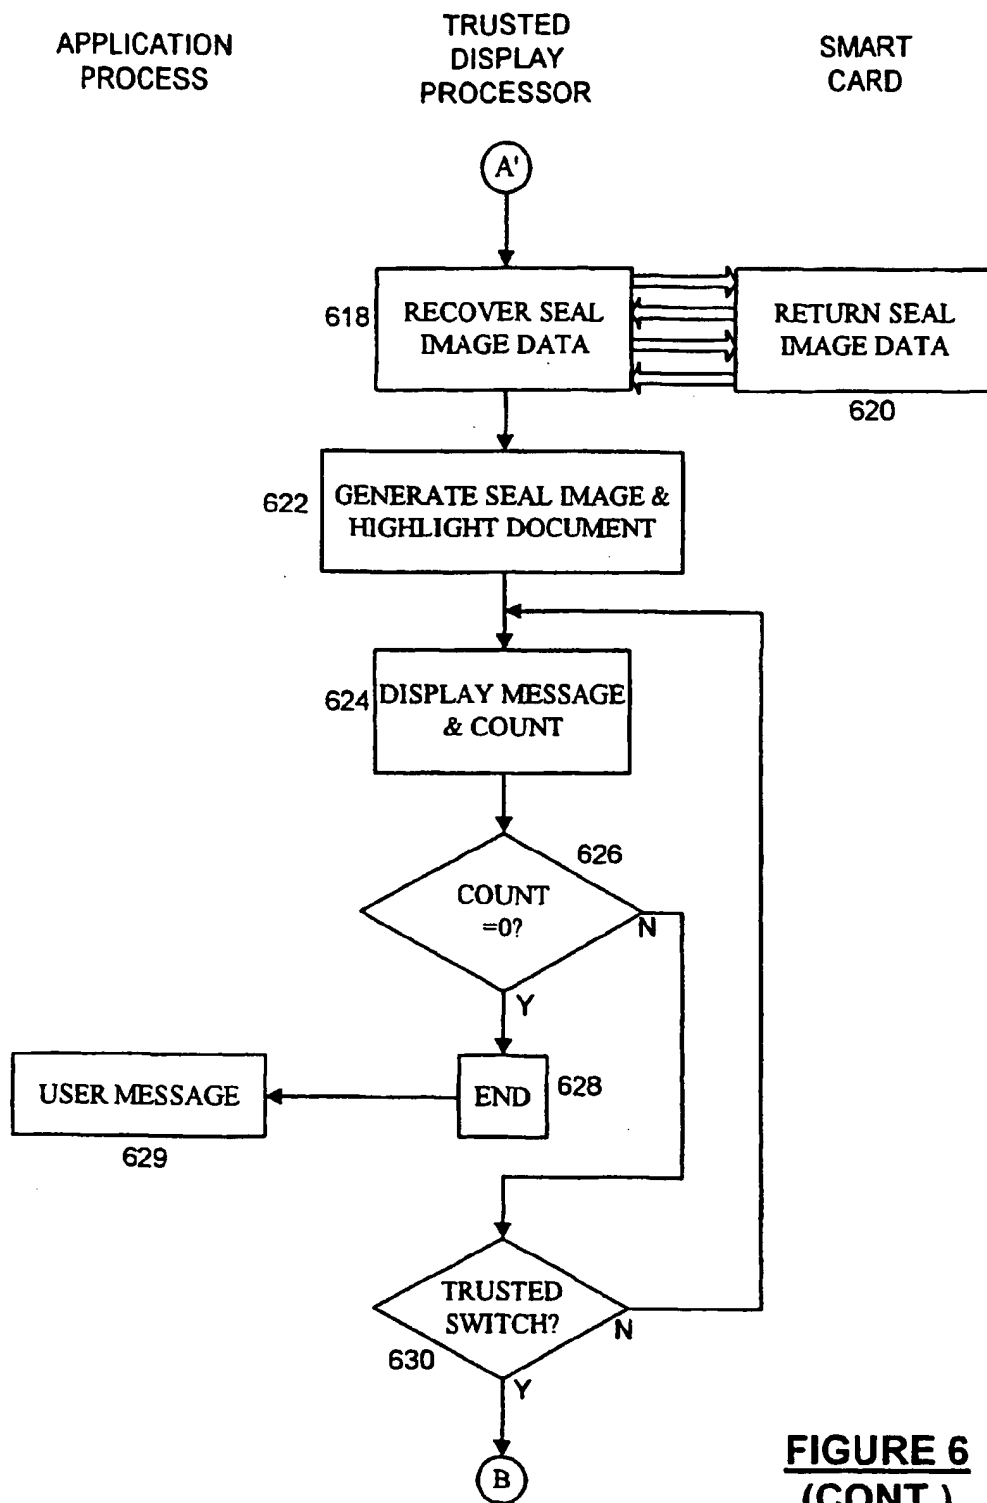 APPLICATION
PROCESS
TRUSTED
DISPLAY
PROCESSOR
SMART
CARD
A'
618
RECOVER SEAL
IMAGE DATA
RETURN SEAL
IMAGE DATA
620
622
GENERATE SEAL IMAGE &
HIGHLIGHT DOCUMENT
624
DISPLAY MESSAGE
& COUNT
626
COUNT
=0?
N
Y
USER MESSAGE
629
END
628
TRUSTED
SWITCH?
N
630
Y
B
FIGURE 6
(CONT.)